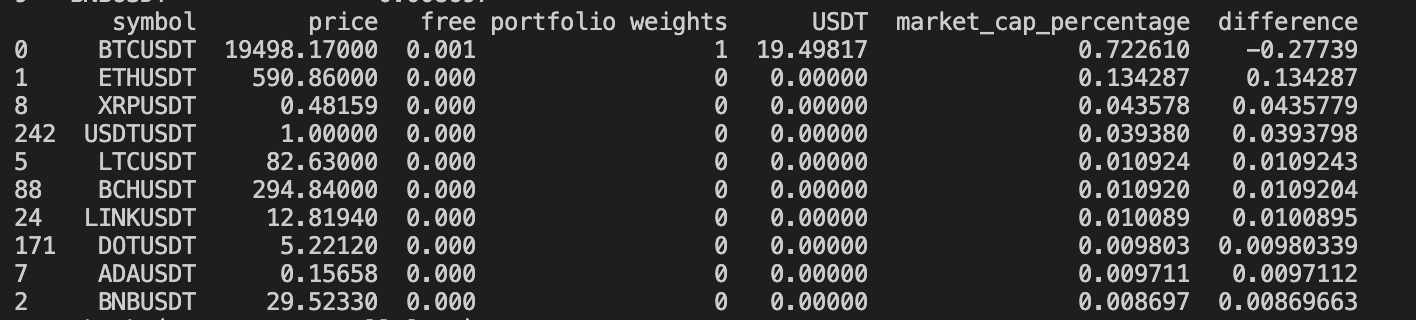 symbol price free portfolio weights USDT market_cap_percentage difference
0 BTCUSDT 19498.17000 0.001 1 19.49817 0.722610 -0.27739
1 ETHUSDT 590.86000 0.000 0 0.00000 0.134287 0.134287
8 XRPUSDT 0.48159 0.000 0 0.00000 0.043578 0.0435779
242 USDTUSDT 1.00000 0.000 0 0.00000 0.039380 0.0393798
5 LTCUSDT 82.63000 0.000 0 0.00000 0.010924 0.0109243
88 BCHUSDT 294.84000 0.000 0 0.00000 0.010920 0.0109204
24 LINKUSDT 12.81940 0.000 0 0.00000 0.010089 0.0100895
171 DOTUSDT 5.22120 0.000 0 0.00000 0.009803 0.00980339
7 ADAUSDT 0.15658 0.000 0 0.00000 0.009711 0.0097112
2 BNBUSDT 29.52330 0.000 0 0.00000 0.008697 0.00869663